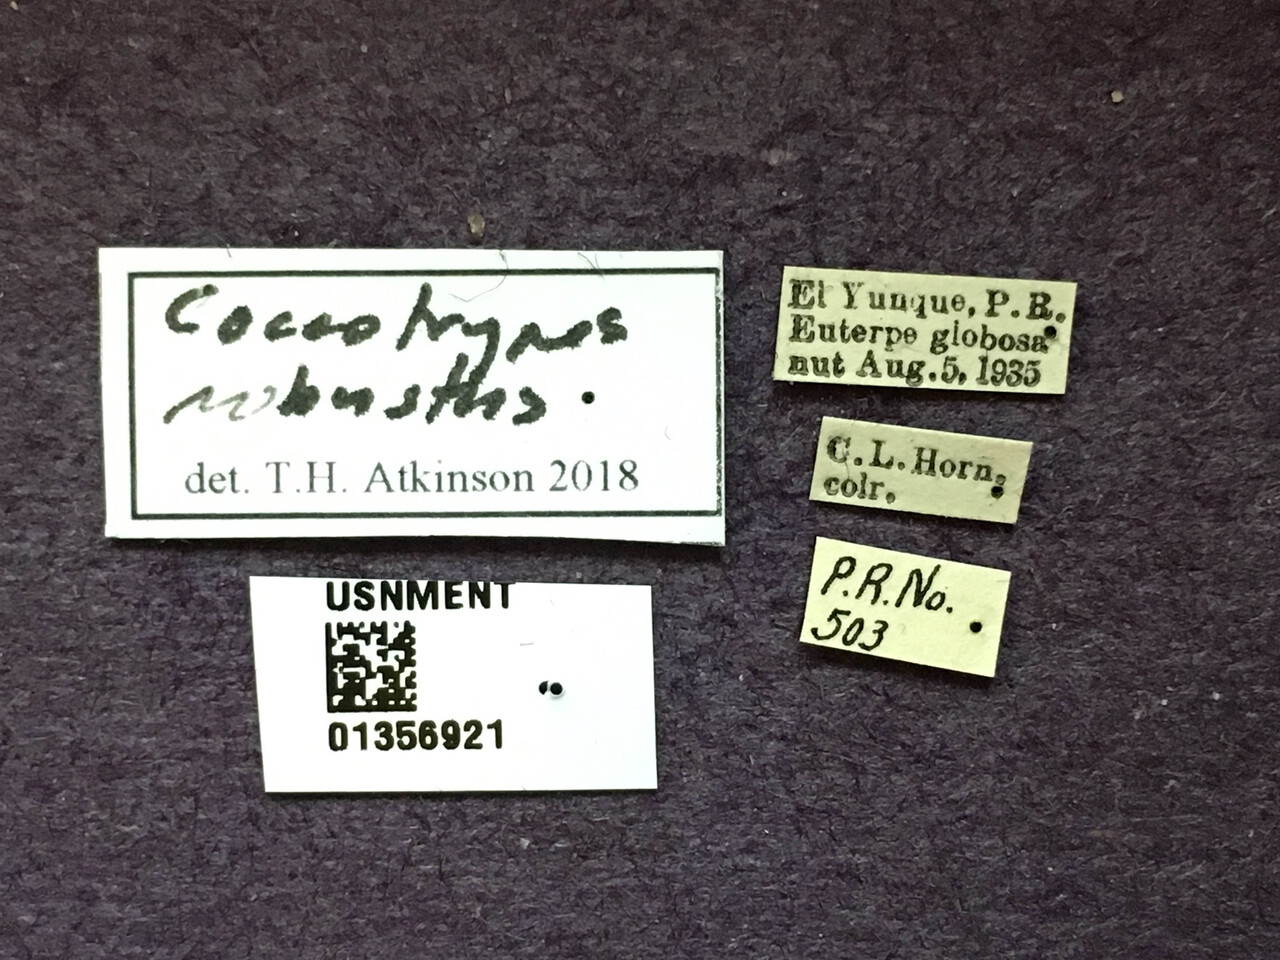 Coccotrypes
robustus
det. T.H. Atkinson 2018
USNMENT
01356921
El Yunque, P.R.
Euterpe globosa
nut Aug. 5, 1935
C. L. Horn,
colr.
P.R. No.
503